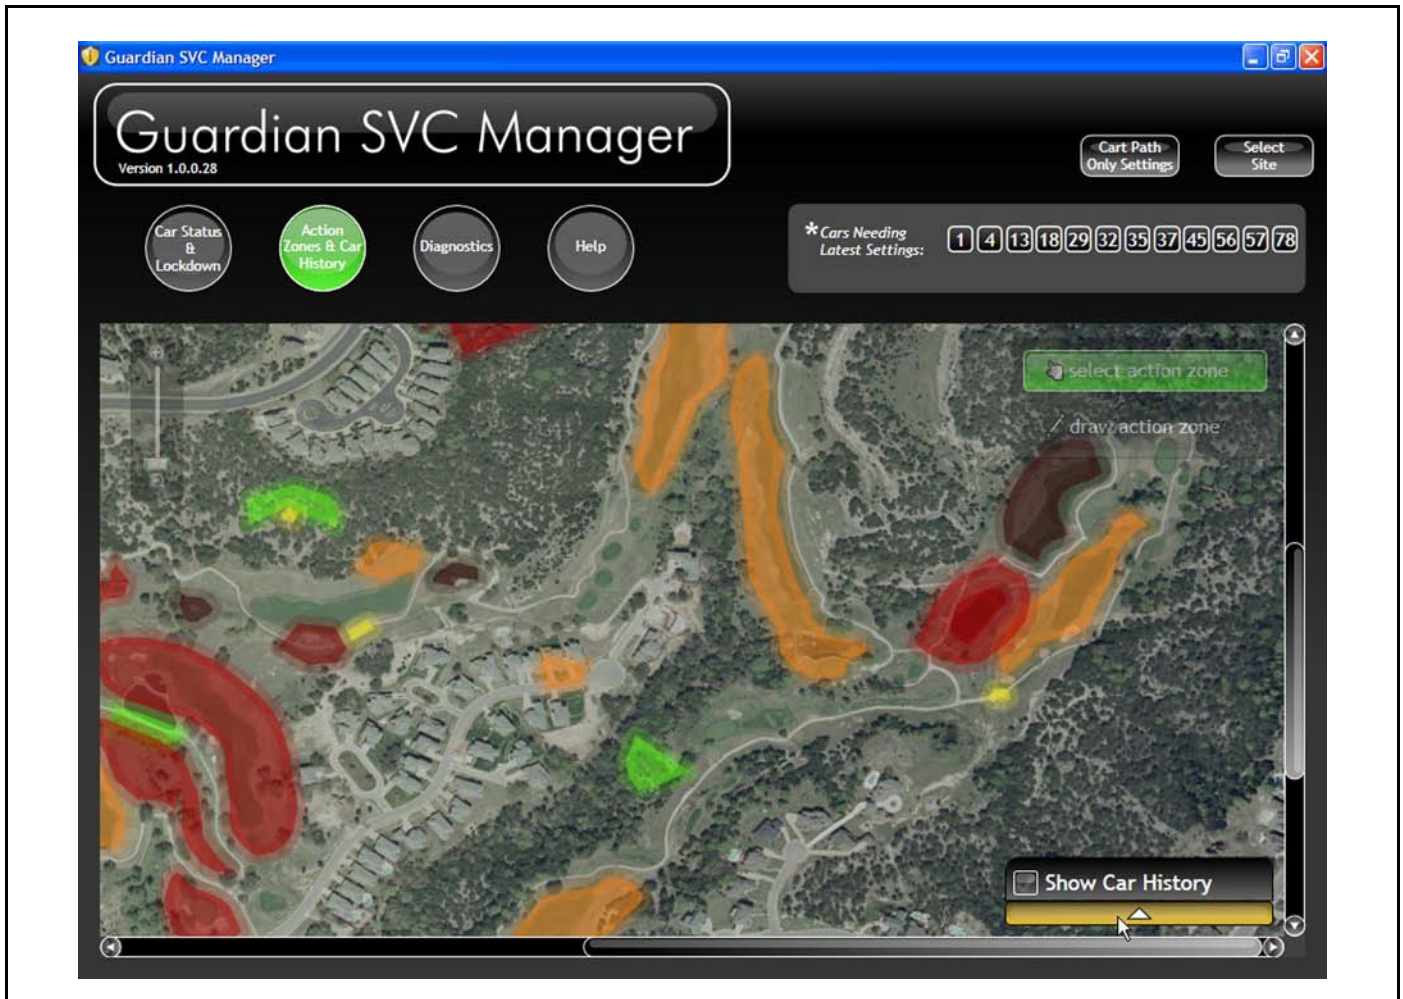 Guardian SVC Manager
Guardian SVC Manager
Version 1.0.0.28
Cart Path
Only Settings
Select
Site
Car Status
&
Lockdown
Action
Zones & Car
History
Diagnostics
Help
*Cars Needing
Latest Settings:
1 4 13 18 29 32 35 37 45 56 57 78
select action zone
draw action zone
Show Car History